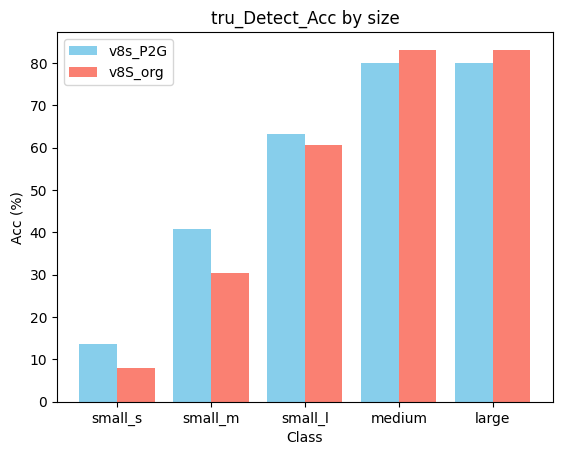 tru_Detect_Acc by size
v8s_P2G
v8S_org
Acc (%)
80
70
60
50
40
30
20
10
0
small_s small_m small_l medium large
Class